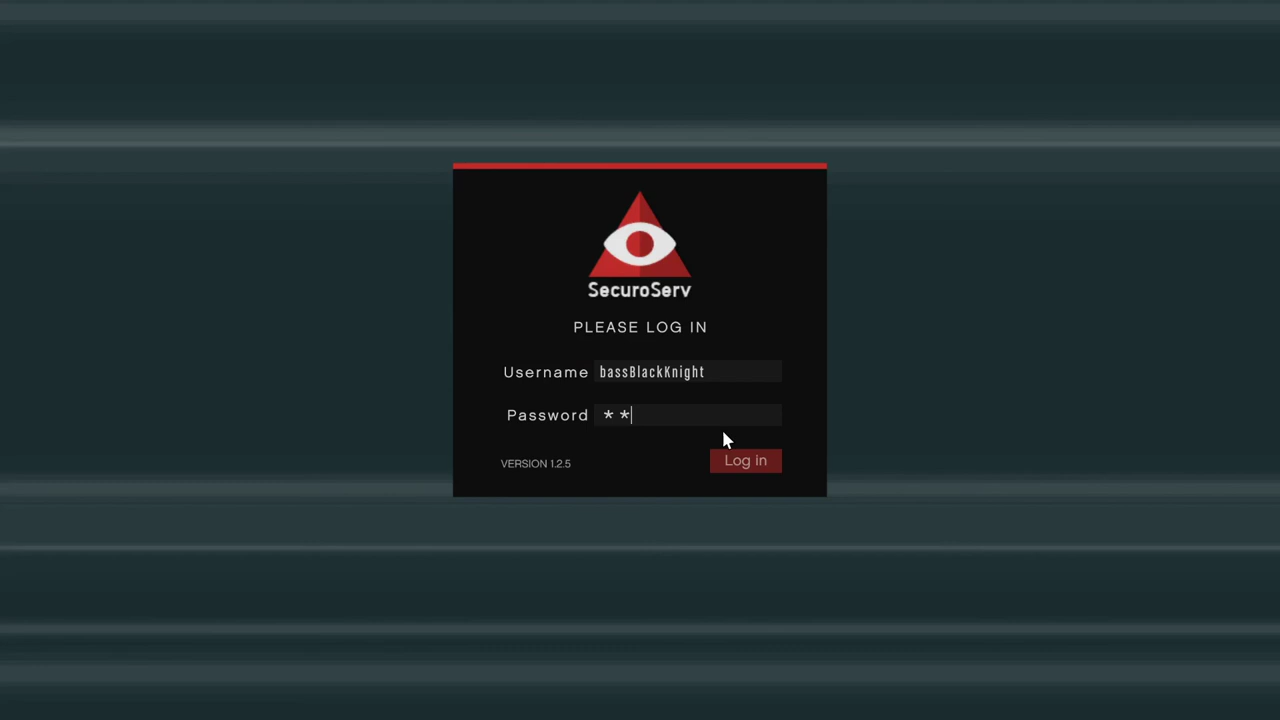 SecuroServ
PLEASE LOG IN
Username bassBlackKnight
Password **
VERSION 1.2.5 Log in